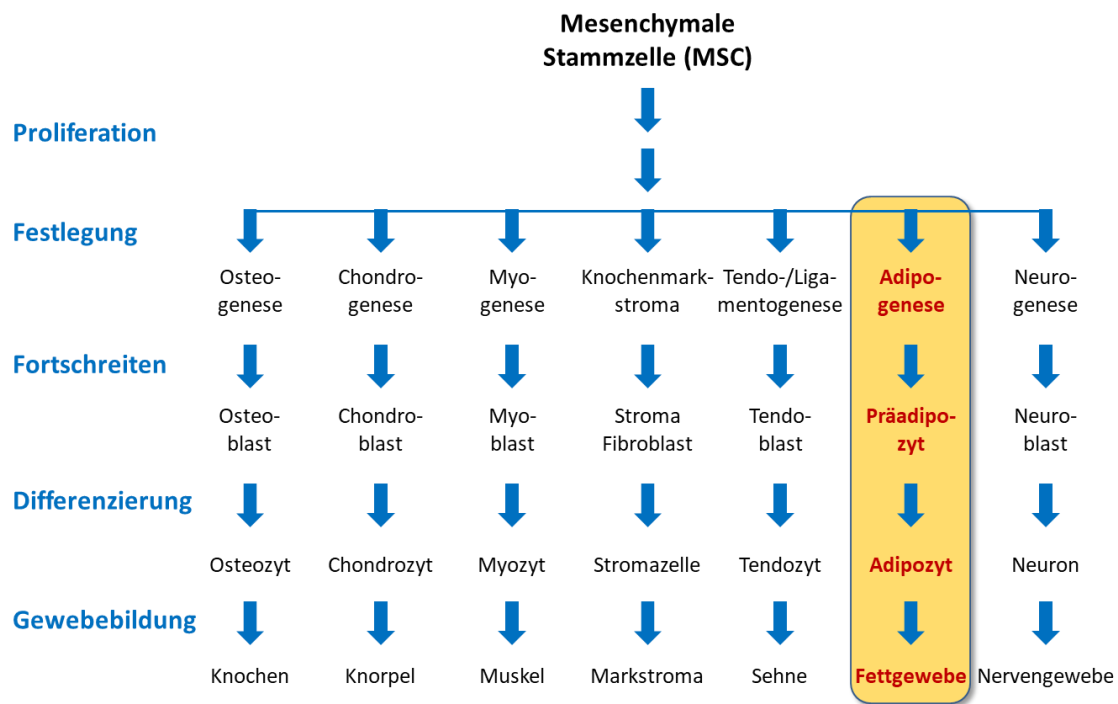 Mesenchymale
Stammzelle (MSC)
Proliferation
Festlegung
Osteo-
genese
Chondro-
genese
Myo-
genese
Knochenmark-
stroma
Tendo-/Liga-
mentogenese
Adipo-
genese
Neuro-
genese
Fortschreiten
Osteo-
blast
Chondro-
blast
Myo-
blast
Stroma
Fibroblast
Tendo-
blast
Präadipo-
zyt
Neuro-
blast
Differenzierung
Osteozyt
Chondrozyt
Myozyt
Stromazelle
Tendozyt
Adipozyt
Neuron
Gewebebildung
Knochen
Knorpel
Muskel
Markstroma
Sehne
Fettgewebe
Nervengewebe